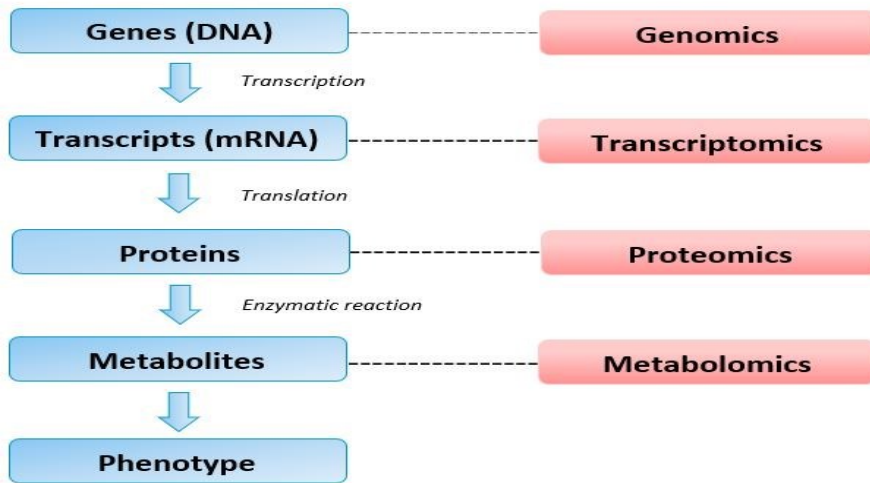 Genes (DNA)
Genomics
Transcription
Transcripts (mRNA)
Transcriptomics
Translation
Proteins
Proteomics
Enzymatic reaction
Metabolites
Metabolomics
Phenotype